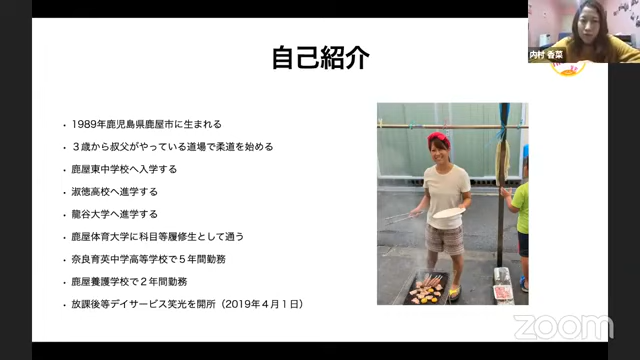 自己紹介
内村 香菜
・1989年鹿児島県鹿屋市に生まれる
・３歳から叔父がやっている道場で柔道を始める
・鹿屋東中学校へ入学する
・淑徳高校へ進学する
・龍谷大学へ進学する
・鹿屋体育大学に科目等履修生として通う
・奈良育英中学高等学校で５年間勤務
・鹿屋養護学校で２年間勤務
・放課後等デイサービス笑光を開所（2019年４月１日）
zoom